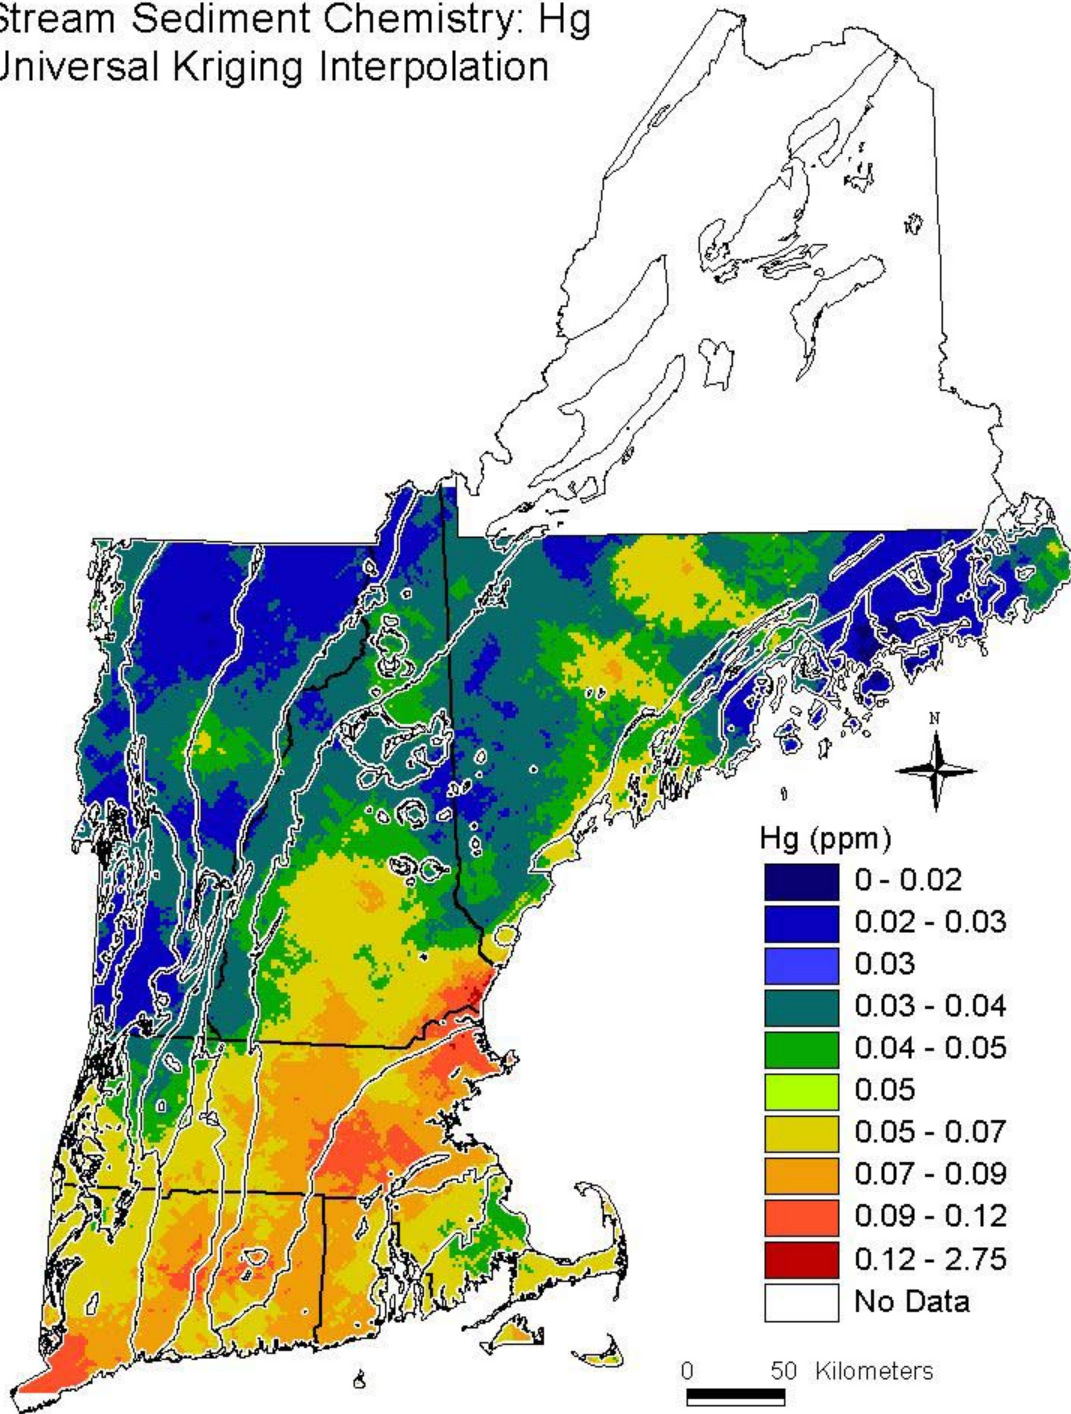 Stream Sediment Chemistry: Hg
Universal Kriging Interpolation
N
Hg (ppm)
0 - 0.02
0.02 - 0.03
0.03
0.03 - 0.04
0.04 - 0.05
0.05
0.05 - 0.07
0.07 - 0.09
0.09 - 0.12
0.12 - 2.75
No Data
0 50 Kilometers